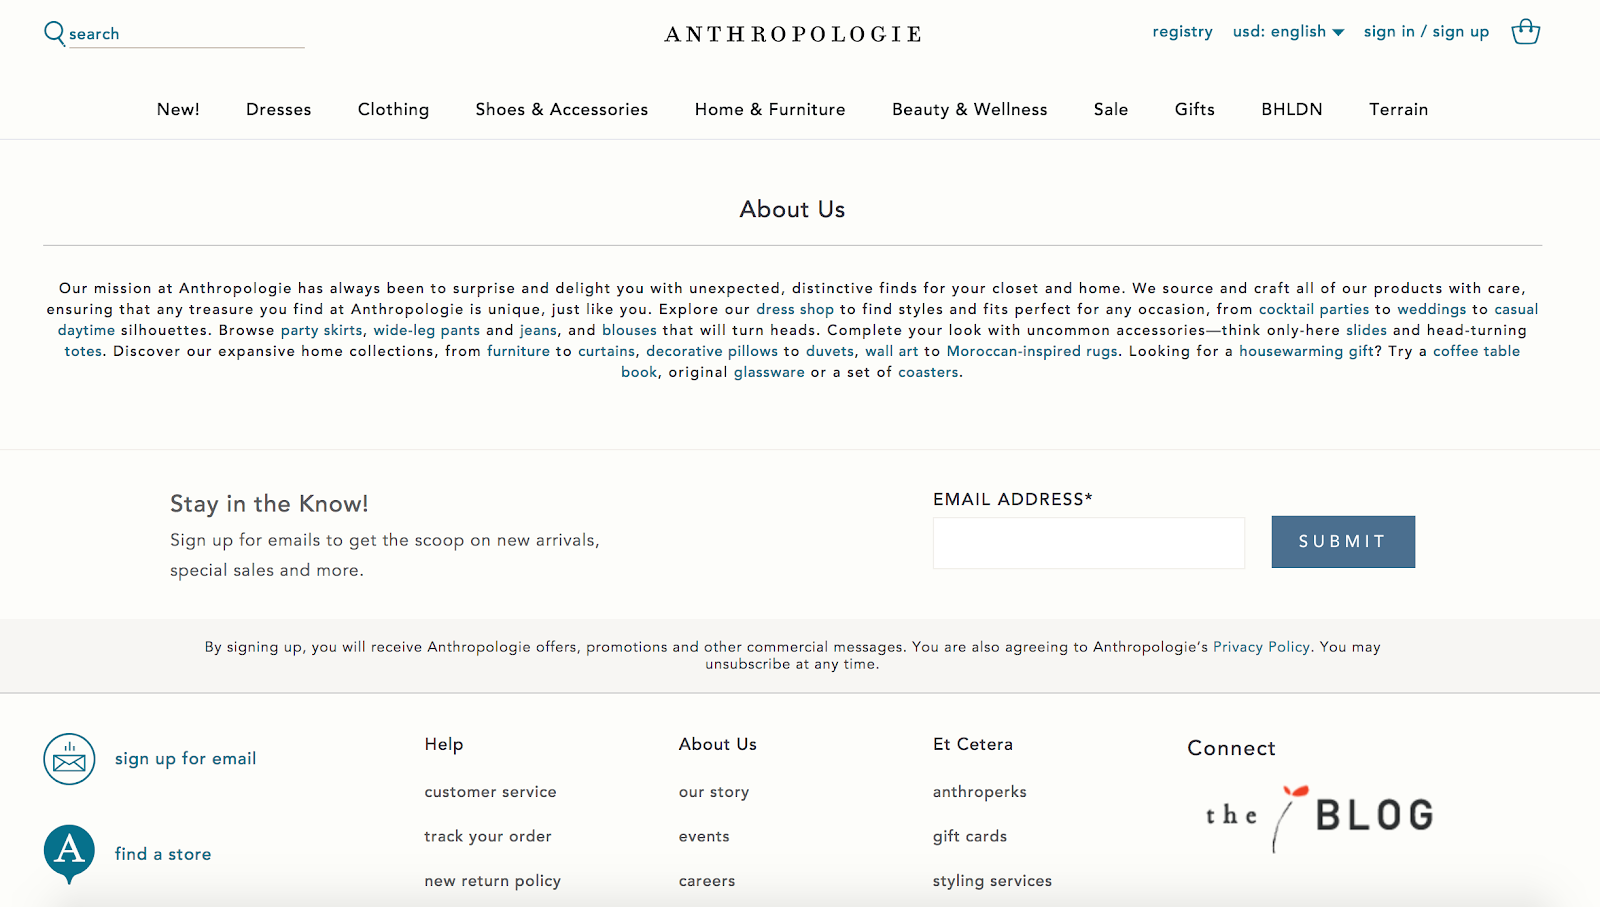 search
ANTHROPOLOGIE
registry usd: english sign in / sign up
New! Dresses Clothing Shoes & Accessories Home & Furniture Beauty & Wellness Sale Gifts BHLDN Terrain
About Us
Our mission at Anthropologie has always been to surprise and delight you with unexpected, distinctive finds for your closet and home. We source and craft all of our products with care,
ensuring that any treasure you find at Anthropologie is unique, just like you. Explore our dress shop to find styles and fits perfect for any occasion, from cocktail parties to weddings to casual
daytime silhouettes. Browse party skirts, wide-leg pants and jeans, and blouses that will turn heads. Complete your look with uncommon accessories—think only-here slides and head-turning
totes. Discover our expansive home collections, from furniture to curtains, decorative pillows to duvets, wall art to Moroccan-inspired rugs. Looking for a housewarming gift? Try a coffee table
book, original glassware or a set of coasters.
Stay in the Know!
Sign up for emails to get the scoop on new arrivals,
special sales and more.
EMAIL ADDRESS*
SUBMIT
By signing up, you will receive Anthropologie offers, promotions and other commercial messages. You are also agreeing to Anthropologie's Privacy Policy. You may
unsubscribe at any time.
sign up for email
A
find a store
Help
customer service
track your order
new return policy
About Us
our story
events
careers
Et Cetera
anthroperks
gift cards
styling services
Connect
the BLOG